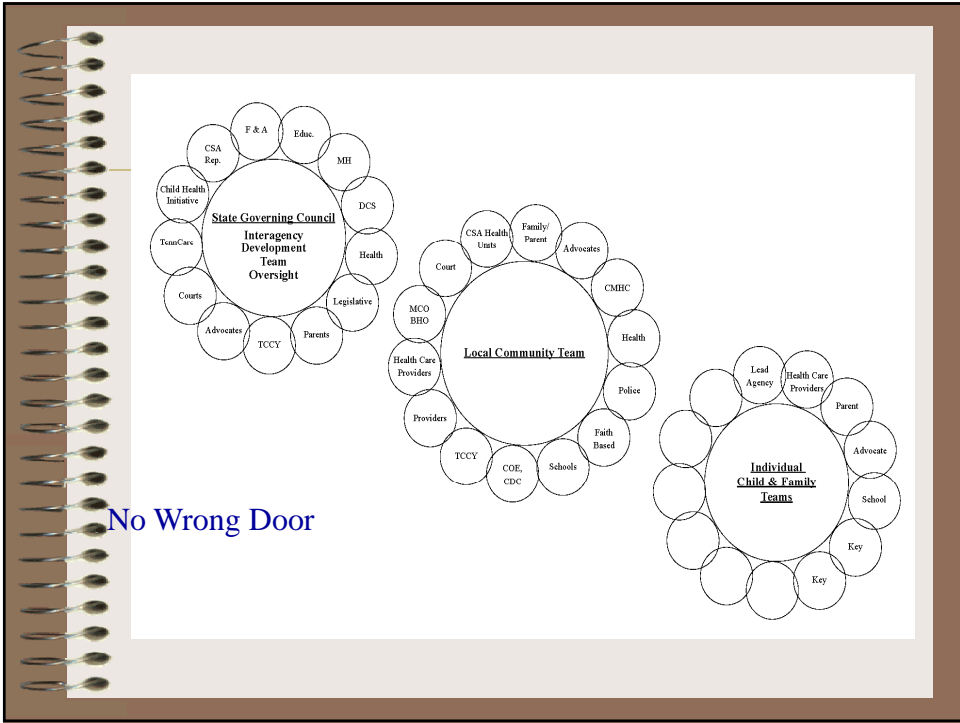 F & A
Educ.
MH
DCS
Health
Legislative
Parents
TCCY
Advocates
Courts
TennCare
Child Health
Initiative
CSA
Rep.
State Governing Council
Interagency
Development
Team
Oversight
Family/
Parent
Advocates
CMHC
Health
Police
Faith
Based
Schools
COE,
CDC
TCCY
Providers
Health Care
Providers
MCO
BHO
Court
CSA Health
Units
Local Community Team
Lead
Agency
Health Care
Providers
Parent
Advocate
School
Key
Key
Individual
Child & Family
Teams
No Wrong Door